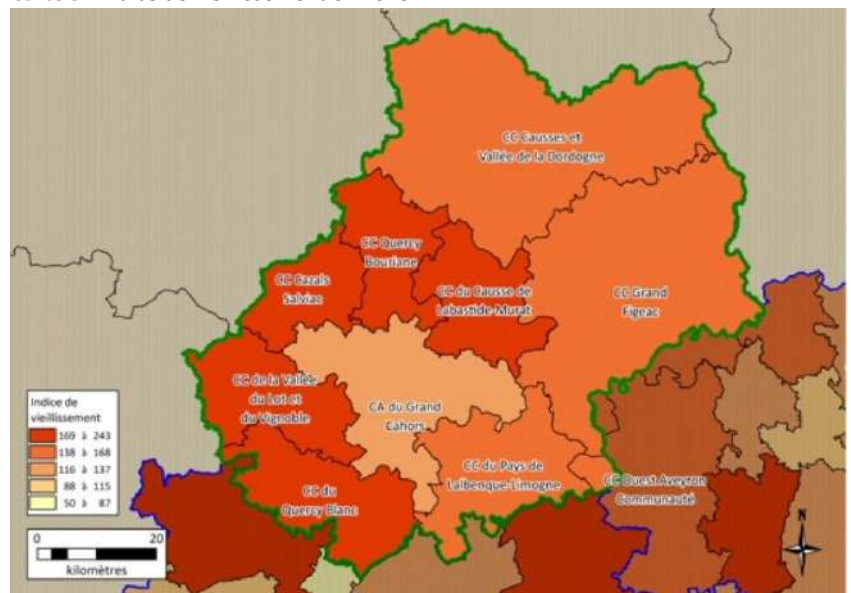 CC Causses et
Vallée de la Dordogne
CC Quercy
Bouriane
CC Cazals
Salviac
CC du Causse de
Labastide Murat
CC Grand
Figeac
CC de la Vallée
du Lot et
du Vignoble
CA du Grand
Cahors
CC du Pays de
Lalbenque-Limogne
CC du
Quercy Blanc
CC Ouest Aveyron
Communauté
Indice de
vieillissement
169 à 243
138 à 168
116 à 137
88 à 115
50 à 87
0 20
kilomètres
N